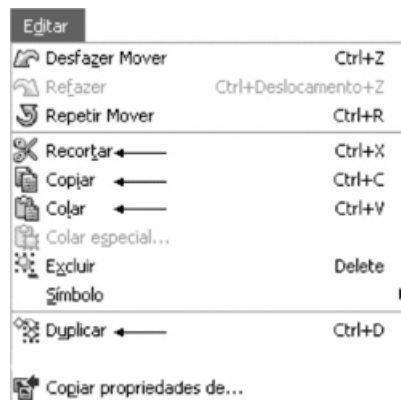 Editar
Desfazer Mover Ctrl+Z
Refazer Ctrl+Deslocamento+Z
Repetir Mover Ctrl+R
Recortar Ctrl+X
Copiar Ctrl+C
Colar Ctrl+V
Colar especial...
Excluir Delete
Símbolo
Duplicar Ctrl+D
Copiar propriedades de...